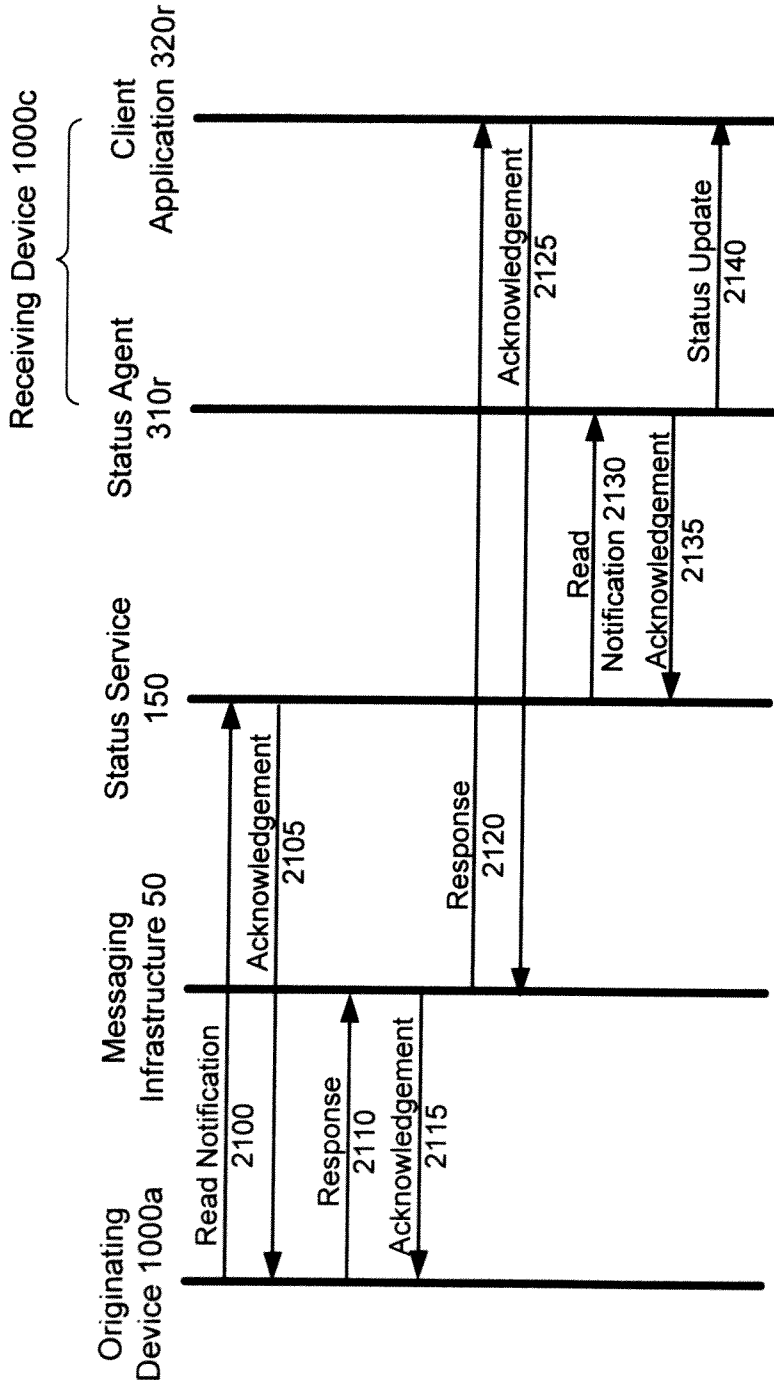 Receiving Device 1000c
Originating
Device 1000a
Messaging
Infrastructure 50
Status Service
150
Status Agent
310r
Client
Application 320r
Read Notification
2100
Acknowledgement
2105
Response
2110
Acknowledgement
2115
Response
2120
Acknowledgement
2125
Read
Notification 2130
Acknowledgement
2135
Status Update
2140